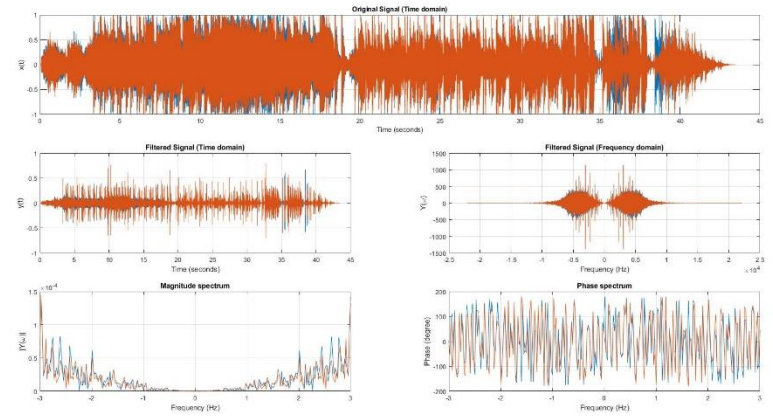 Original Signal (Time domain)
1
0.5
0
-0.5
-1
x(t)
0 5 10 15 20 25 30 35 40 45
Time (seconds)
Filtered Signal (Time domain)
1
0.5
0
-0.5
-1
y(t)
0 5 10 15 20 25 30 35 40 45
Time (seconds)
Filtered Signal (Frequency domain)
1500
1000
500
0
-500
-1000
-1500
-2.5 -2 -1.5 -1 -0.5 0 0.5 1 1.5 2 2.5
Frequency (Hz)
×10^4
Magnitude spectrum
×10^-4
1.5
1
0.5
0
-3 -2 -1 0 1 2 3
Frequency (Hz)
Phase spectrum
200
100
0
-100
-200
Phase (degree)
-3 -2 -1 0 1 2 3
Frequency (Hz)